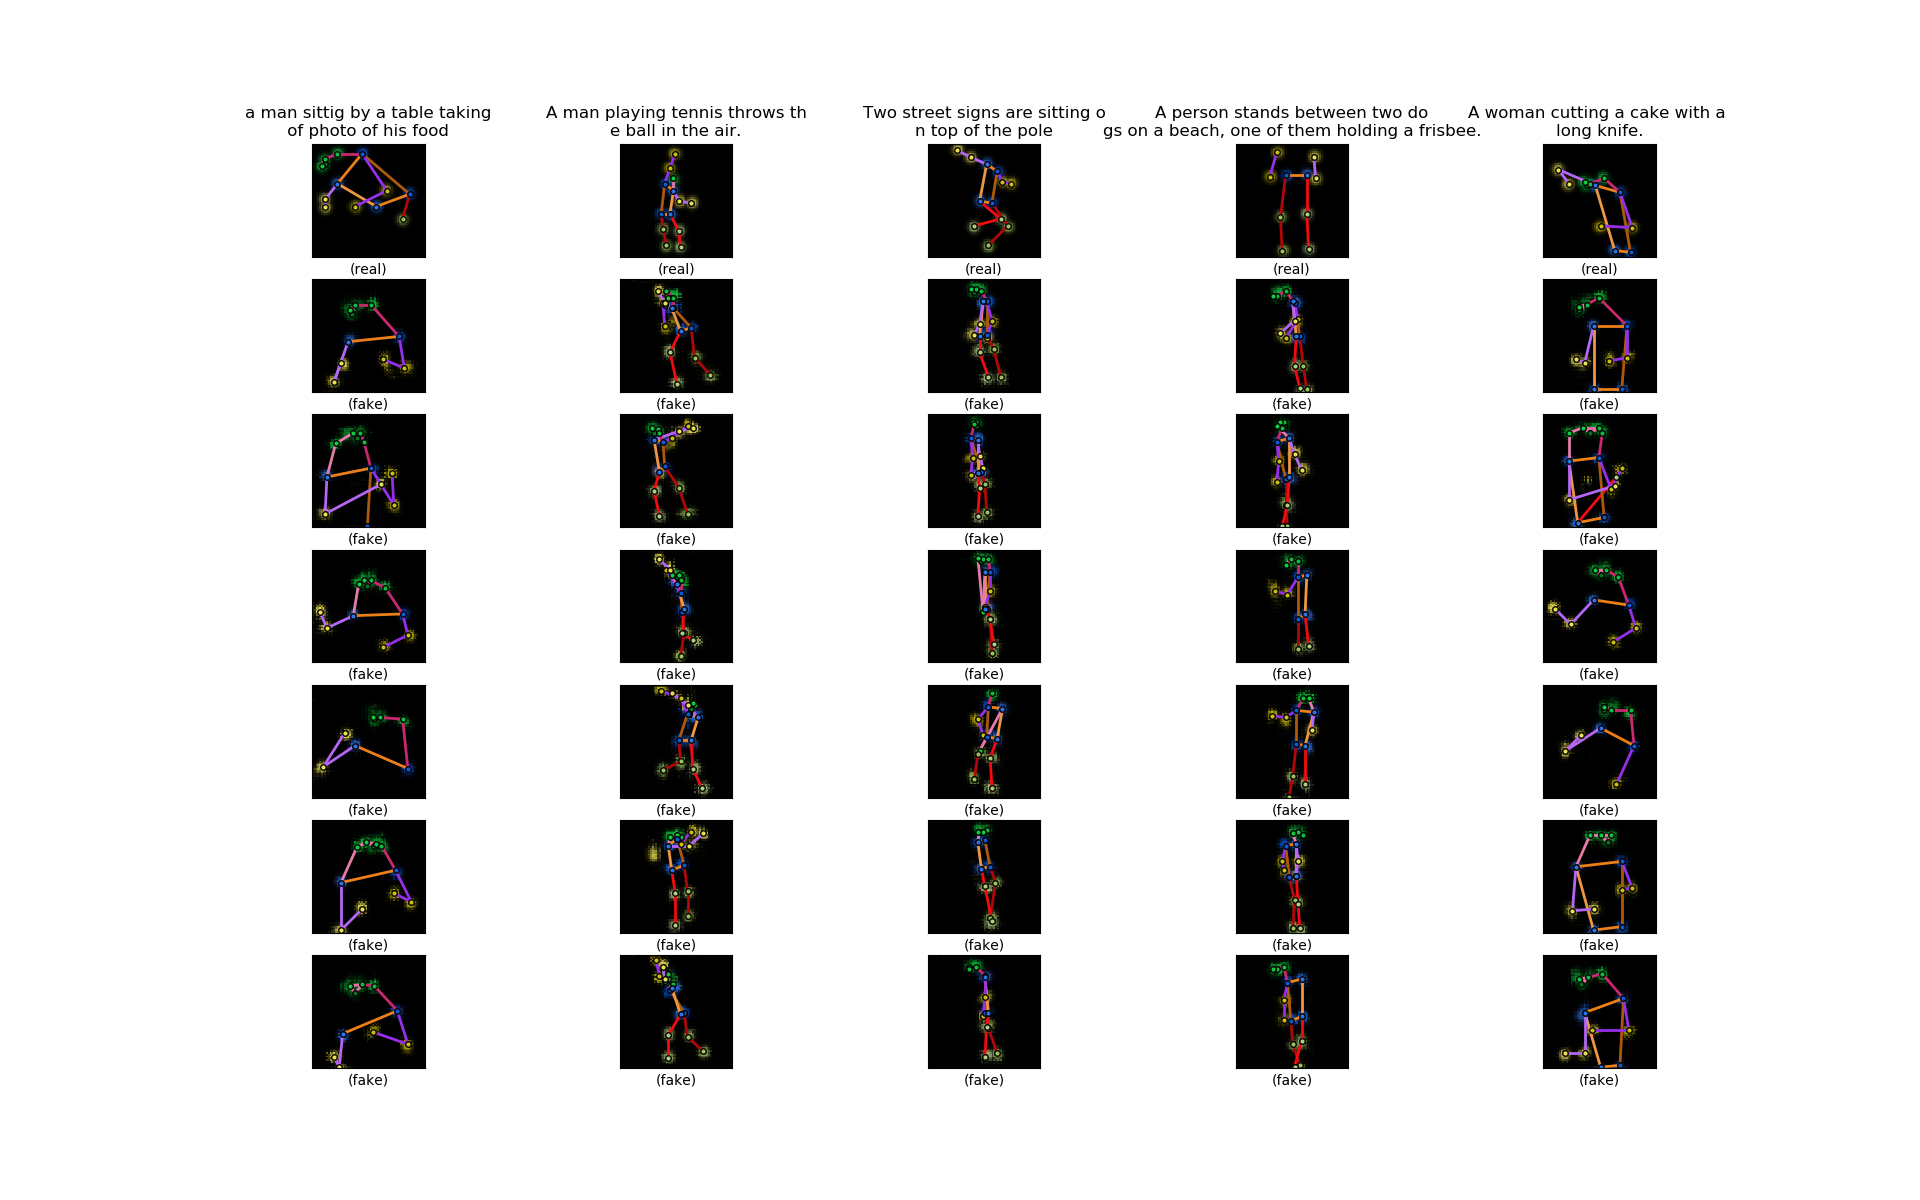 a man sittig by a table taking
of photo of his food
A man playing tennis throws th
e ball in the air.
Two street signs are sitting o
n top of the pole
A person stands between two do
gs on a beach, one of them holding a frisbee.
A woman cutting a cake with a
long knife.
(real) (real) (real) (real) (real)
(fake) (fake) (fake) (fake) (fake)
(fake) (fake) (fake) (fake) (fake)
(fake) (fake) (fake) (fake) (fake)
(fake) (fake) (fake) (fake) (fake)
(fake) (fake) (fake) (fake) (fake)
(fake) (fake) (fake) (fake) (fake)